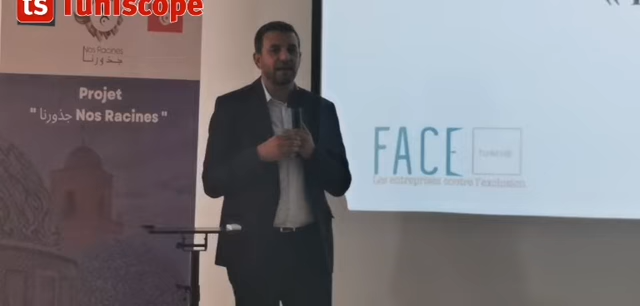 ts Tuniscope
Nos Racines
جذورنا
Projet
" جذورنا Nos Racines "
FACE
Les entreprises contre l'exclusion